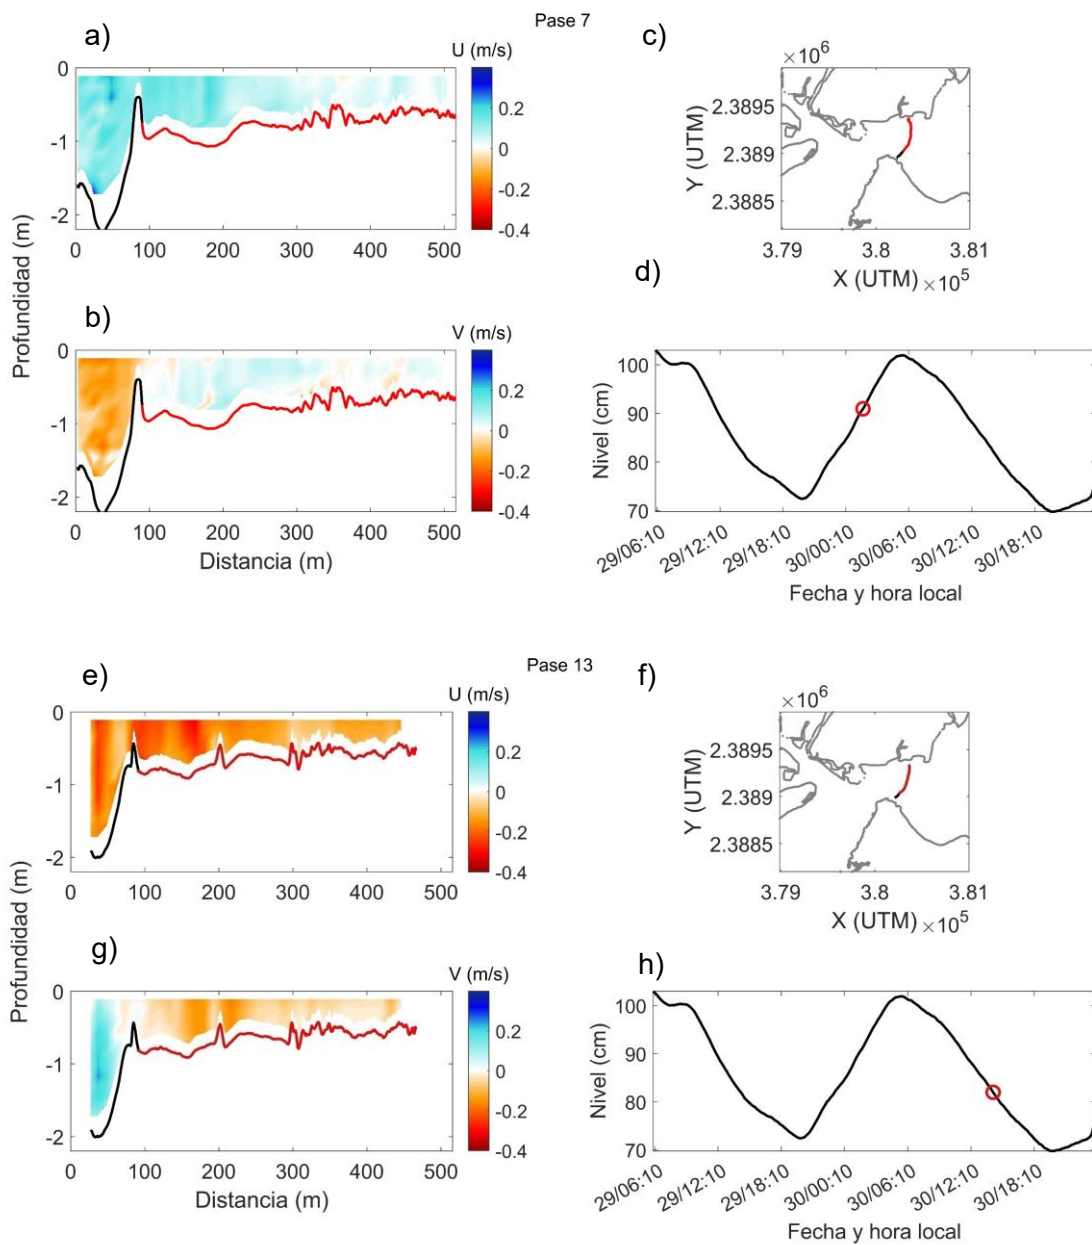 Pase 7
a)
U (m/s)
0
-1
-2
0 100 200 300 400 500
0.2
0
-0.2
-0.4
b)
V (m/s)
0
-1
-2
0 100 200 300 400 500
0.2
0
-0.2
-0.4
Profundidad (m)
Distancia (m)
c)
×10⁶
2.3895
2.389
2.3885
Y (UTM)
3.79 3.8 3.81
X (UTM) ×10⁵
d)
100
90
80
70
Nivel (cm)
29/06:10 29/12:10 29/18:10 30/00:10 30/06:10 30/12:10 30/18:10
Fecha y hora local
Pase 13
e)
U (m/s)
0
-1
-2
0 100 200 300 400 500
0.2
0
-0.2
-0.4
g)
V (m/s)
0
-1
-2
0 100 200 300 400 500
0.2
0
-0.2
-0.4
Profundidad (m)
Distancia (m)
f)
×10⁶
2.3895
2.389
2.3885
Y (UTM)
3.79 3.8 3.81
X (UTM) ×10⁵
h)
100
90
80
70
Nivel (cm)
29/06:10 29/12:10 29/18:10 30/00:10 30/06:10 30/12:10 30/18:10
Fecha y hora local